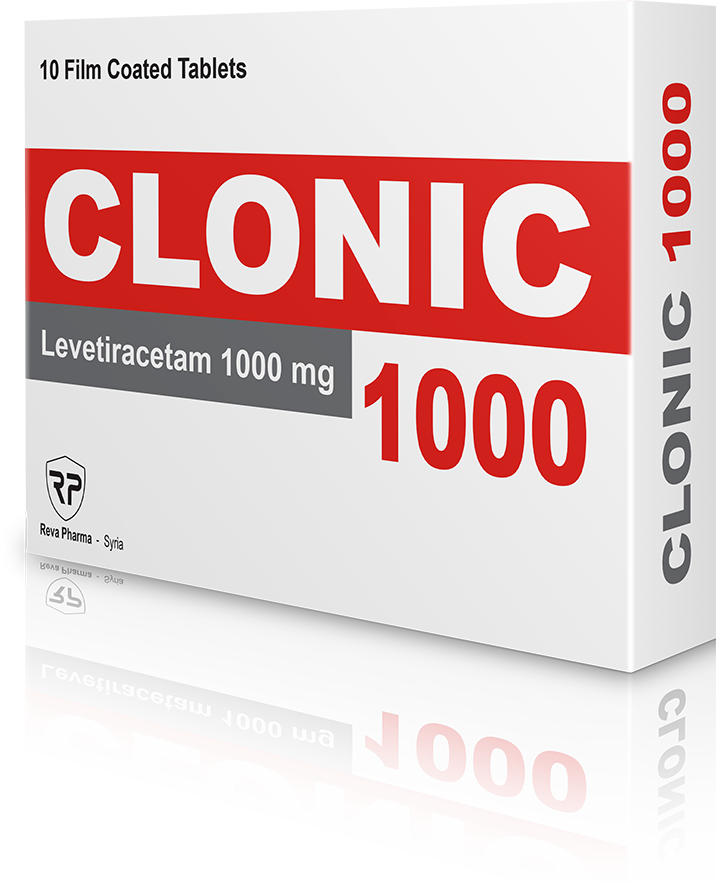 10 Film Coated Tablets
CLONIC
Levetiracetam 1000 mg
1000
RP
Reva Pharma - Syria
CLONIC 1000